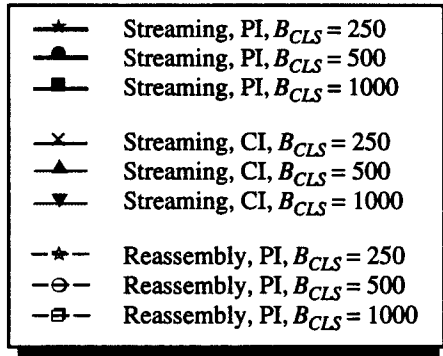 Streaming, PI, B_CLS = 250
Streaming, PI, B_CLS = 500
Streaming, PI, B_CLS = 1000
Streaming, CI, B_CLS = 250
Streaming, CI, B_CLS = 500
Streaming, CI, B_CLS = 1000
Reassembly, PI, B_CLS = 250
Reassembly, PI, B_CLS = 500
Reassembly, PI, B_CLS = 1000